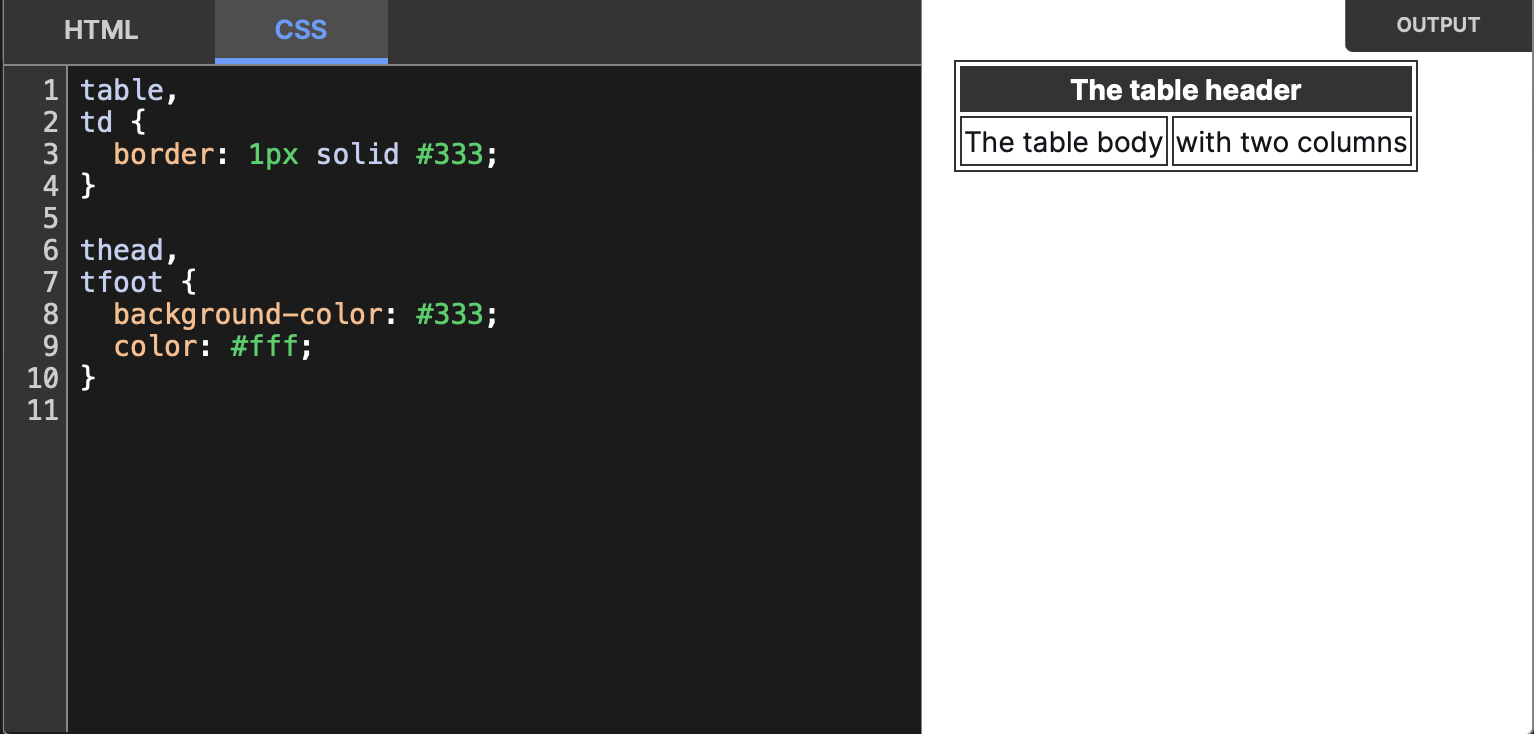 HTML CSS
1 table,
2 td {
3   border: 1px solid #333;
4 }
5
6 thead,
7 tfoot {
8   background-color: #333;
9   color: #fff;
10 }
11
OUTPUT
The table header
The table body with two columns